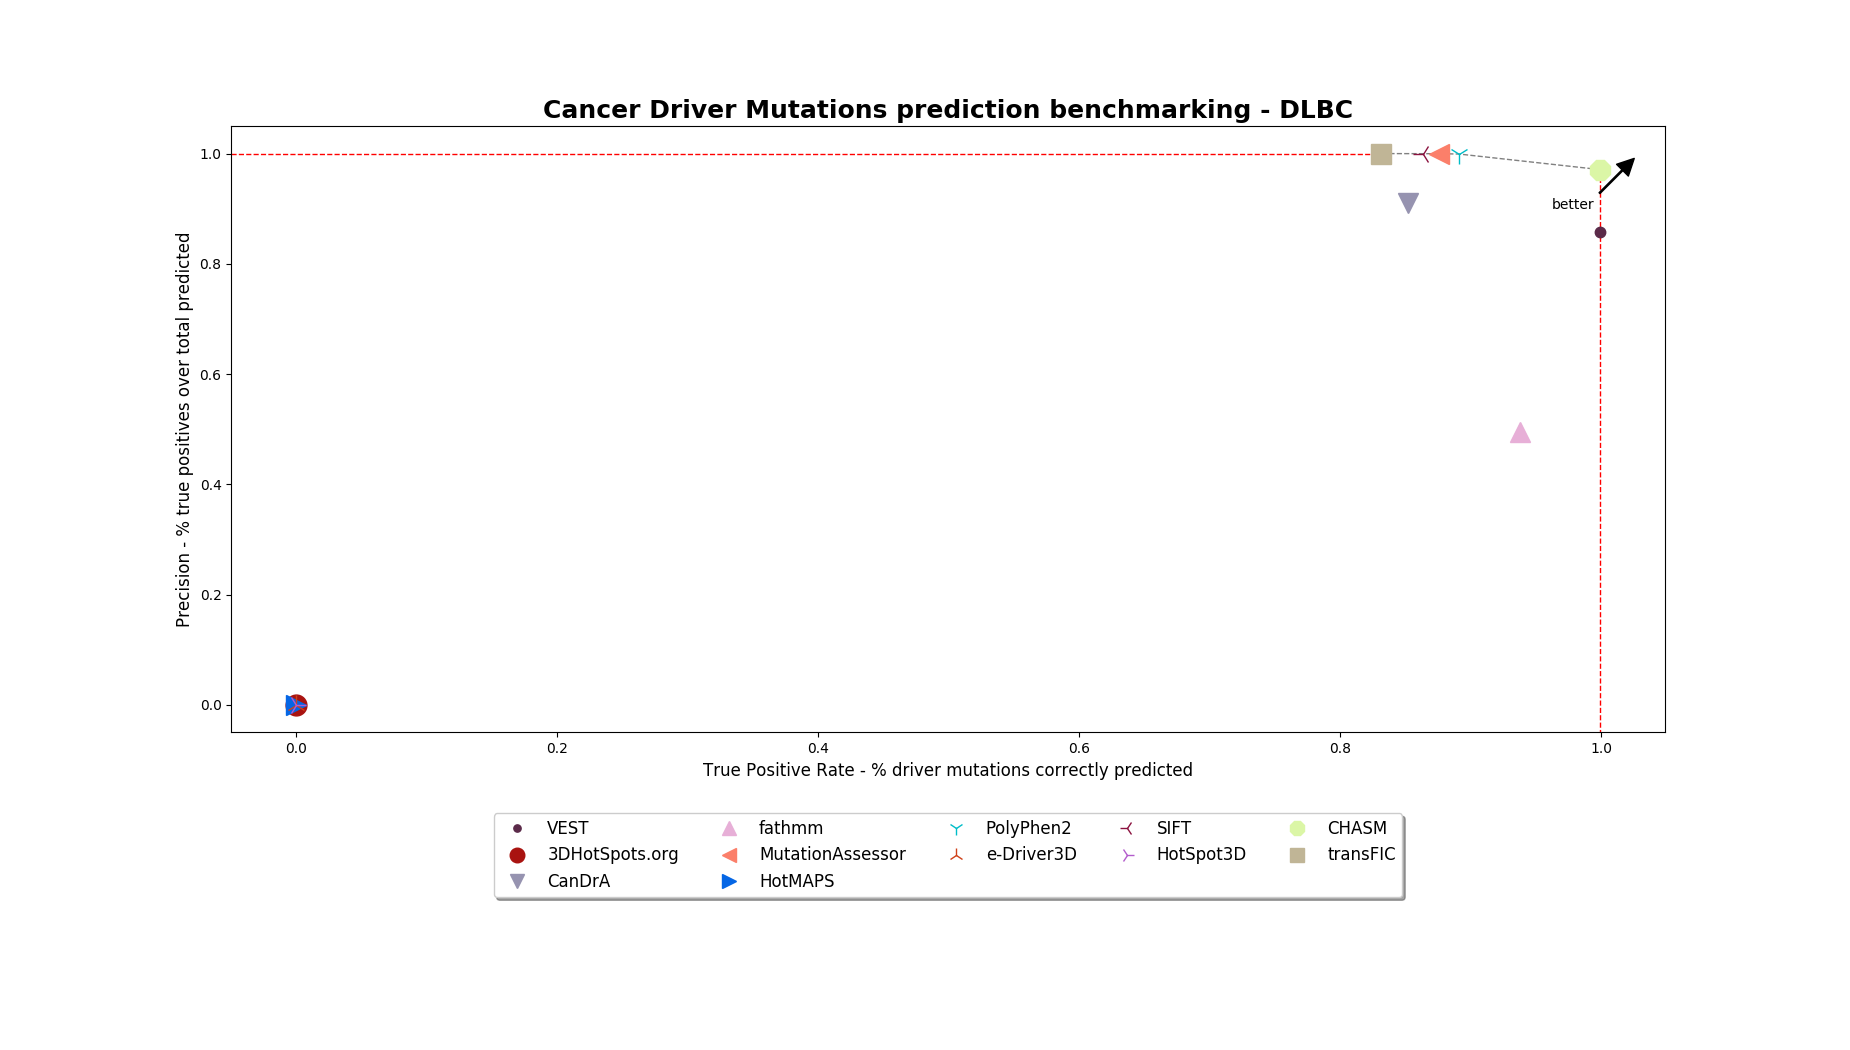 Cancer Driver Mutations prediction benchmarking - DLBC
Precision - % true positives over total predicted
1.0
0.8
0.6
0.4
0.2
0.0
better
0.0 0.2 0.4 0.6 0.8 1.0
True Positive Rate - % driver mutations correctly predicted
VEST fathmm PolyPhen2 SIFT CHASM
3DHotSpots.org MutationAssessor e-Driver3D HotSpot3D transFIC
CanDrA HotMAPS